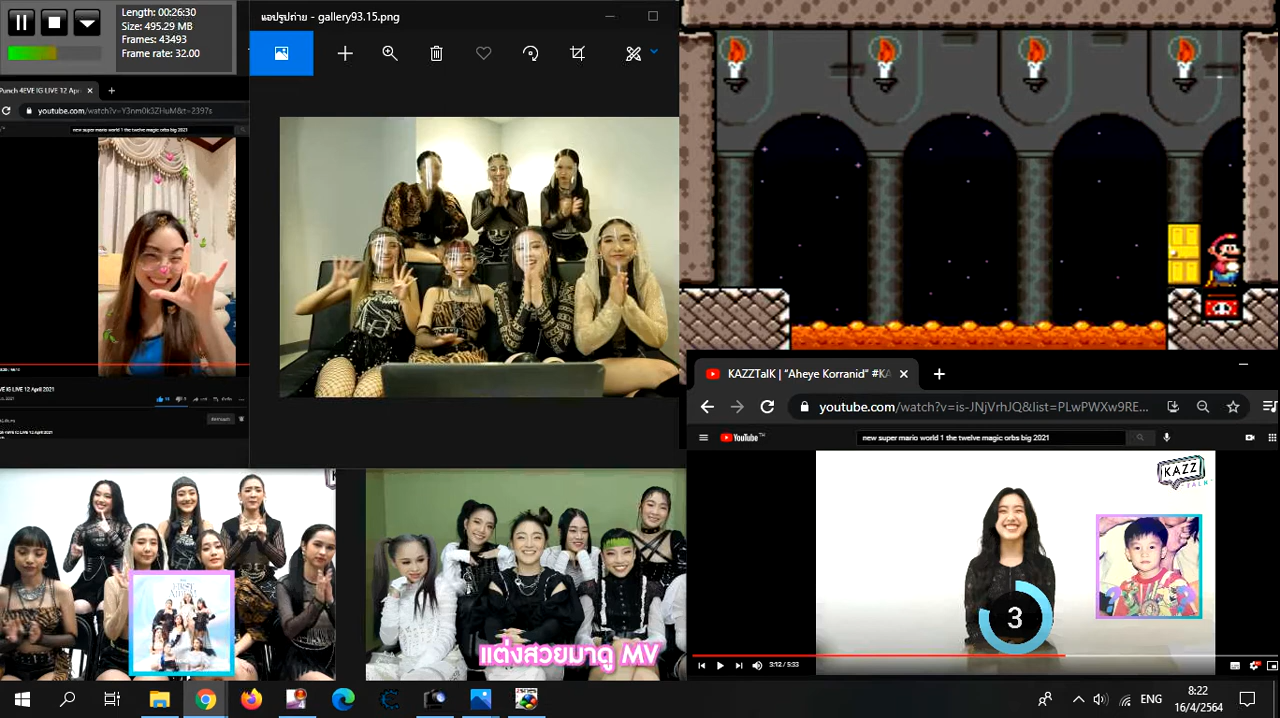 Length: 00:26:30
Size: 495.29 MB
Frames: 43493
Frame rate: 32.00
แอปรูปถ่าย - gallery93.15.png
Punch 4EVE IG LIVE 12 Apr
youtube.com/watch?v=Y3nm0k3ZHuM&t=2397s
new super mario world 1 the twelve magic orbs big 2021
VE IG LIVE 12 April 2021
KAZZTalK | "Aheye Korranid" #KA
youtube.com/watch?v=is-JNjVrhJQ&list=PLwPWXw9RE...
YouTube TH
new super mario world 1 the twelve magic orbs big 2021
KAZZ
TALK
3
3:12 / 5:33
แต่งสวยมาดู MV
ENG
8:22
16/4/2564